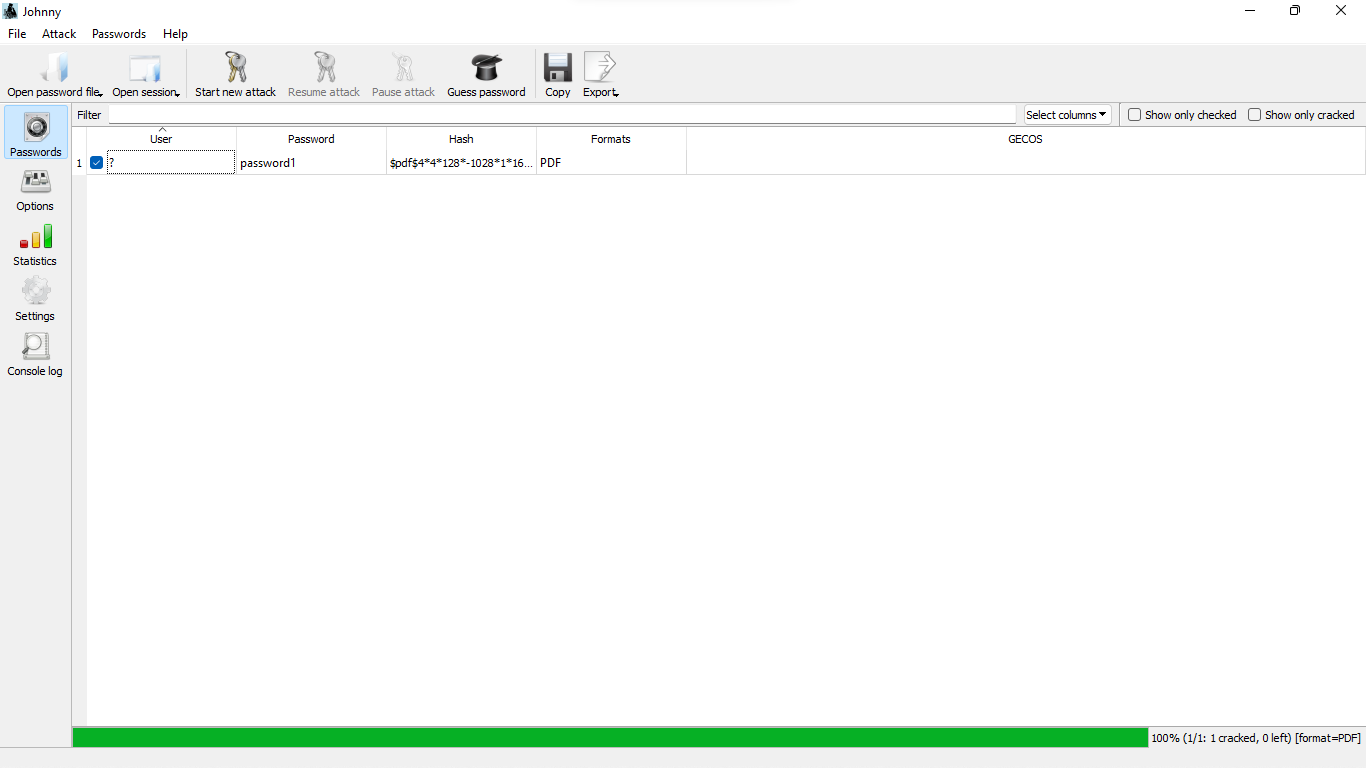 Johnny
File Attack Passwords Help
Open password file Open session Start new attack Resume attack Pause attack Guess password Copy Export
Passwords
Options
Statistics
Settings
Console log
Filter Select columns Show only checked Show only cracked
User Password Hash Formats GECOS
1 ? password1 $pdf$4*4*128*-1028*1*16... PDF
100% (1/1: 1 cracked, 0 left) [format=PDF]